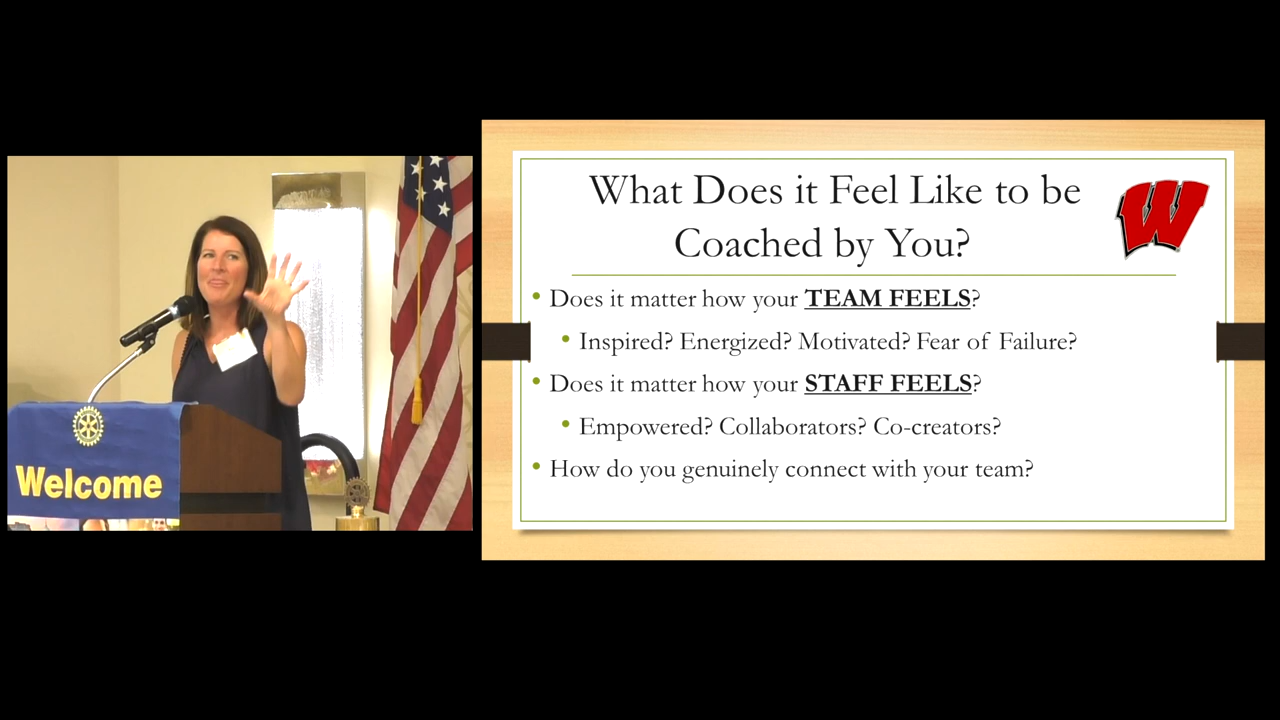 Welcome
What Does it Feel Like to be
Coached by You?
W
• Does it matter how your TEAM FEELS?
• Inspired? Energized? Motivated? Fear of Failure?
• Does it matter how your STAFF FEELS?
• Empowered? Collaborators? Co-creators?
• How do you genuinely connect with your team?